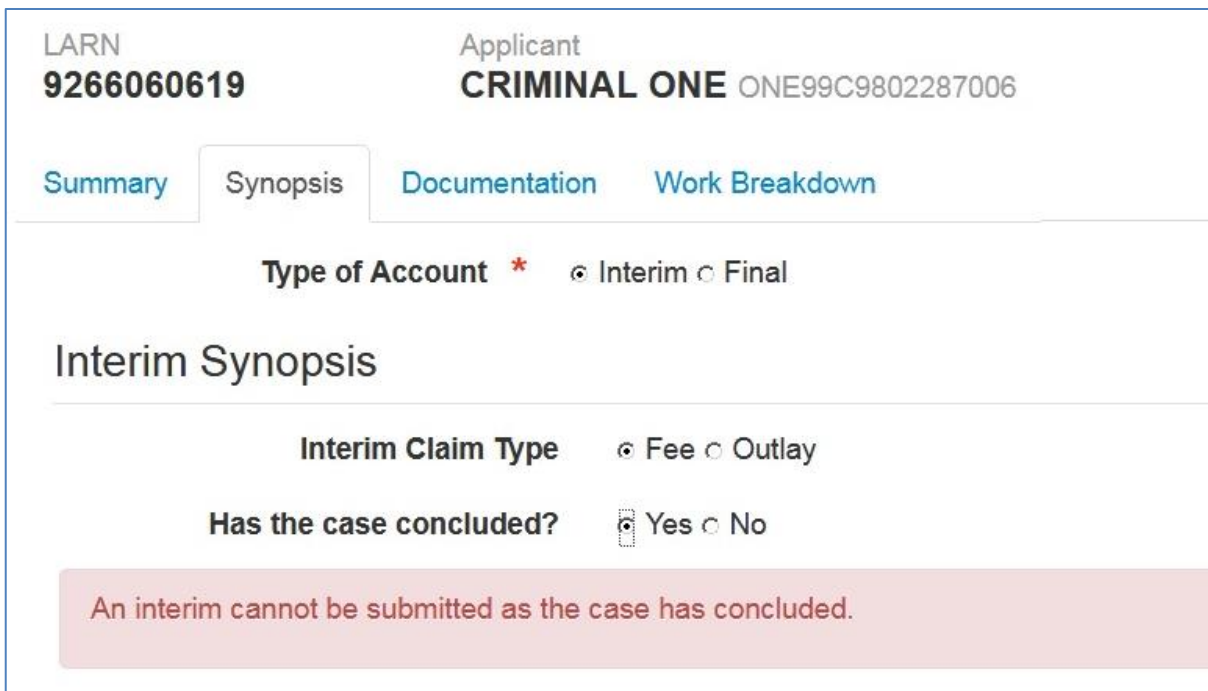 LARN Applicant
9266060619 CRIMINAL ONE ONE99C9802287006
Summary Synopsis Documentation Work Breakdown
Type of Account * Interim Final
Interim Synopsis
Interim Claim Type Fee Outlay
Has the case concluded? Yes No
An interim cannot be submitted as the case has concluded.